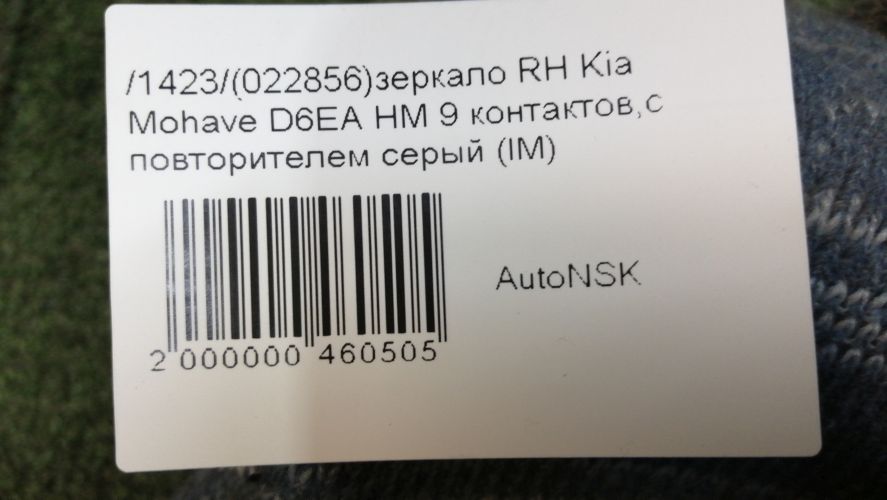 /1423/(022856)зеркало RH Kia
Mohave D6EA HM 9 контактов,с
повторителем серый (IM)
AutoNSK
2 000000 460505